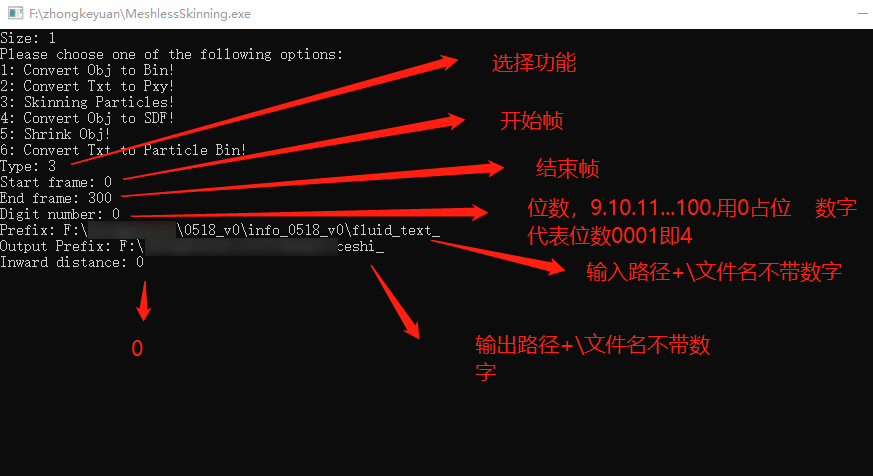 F:\zhongkeyuan\MeshlessSkinning.exe
Size: 1
Please choose one of the following options:
1: Convert Obj to Bin!
2: Convert Txt to Pxy!
3: Skinning Particles!
4: Convert Obj to SDF!
5: Shrink Obj!
6: Convert Txt to Particle Bin!
Type: 3
Start frame: 0
End frame: 300
Digit number: 0
Prefix: F:\ \0518_v0\info_0518_v0\fluid_text_
Output Prefix: F:\ ceshi_
Inward distance: 0
选择功能
开始帧
结束帧
位数，9.10.11...100.用0占位 数字
代表位数0001即4
输入路径+\文件名不带数字
输出路径+\文件名不带数
字
0